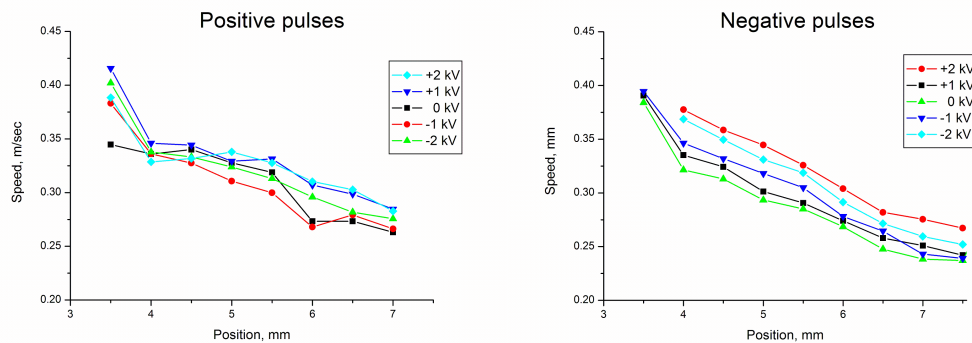 Positive pulses
0.45
0.40
0.35
0.30
0.25
0.20
Speed, m/sec
3
4
5
6
7
Position, mm
+2 kV
+1 kV
0 kV
-1 kV
-2 kV
Negative pulses
0.45
0.40
0.35
0.30
0.25
0.20
Speed, mm
3
4
5
6
7
Position, mm
+2 kV
+1 kV
0 kV
-1 kV
-2 kV